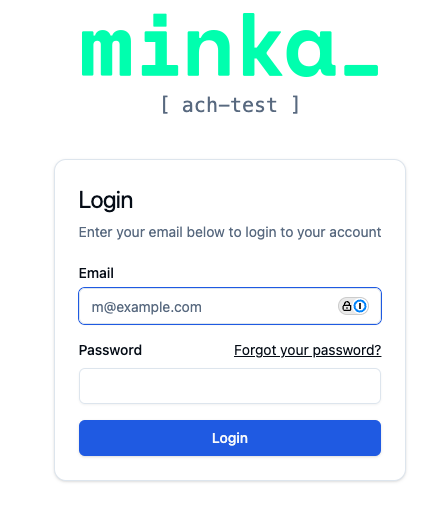 minka_
[ ach-test ]
Login
Enter your email below to login to your account
Email
m@example.com
Password Forgot your password?
Login